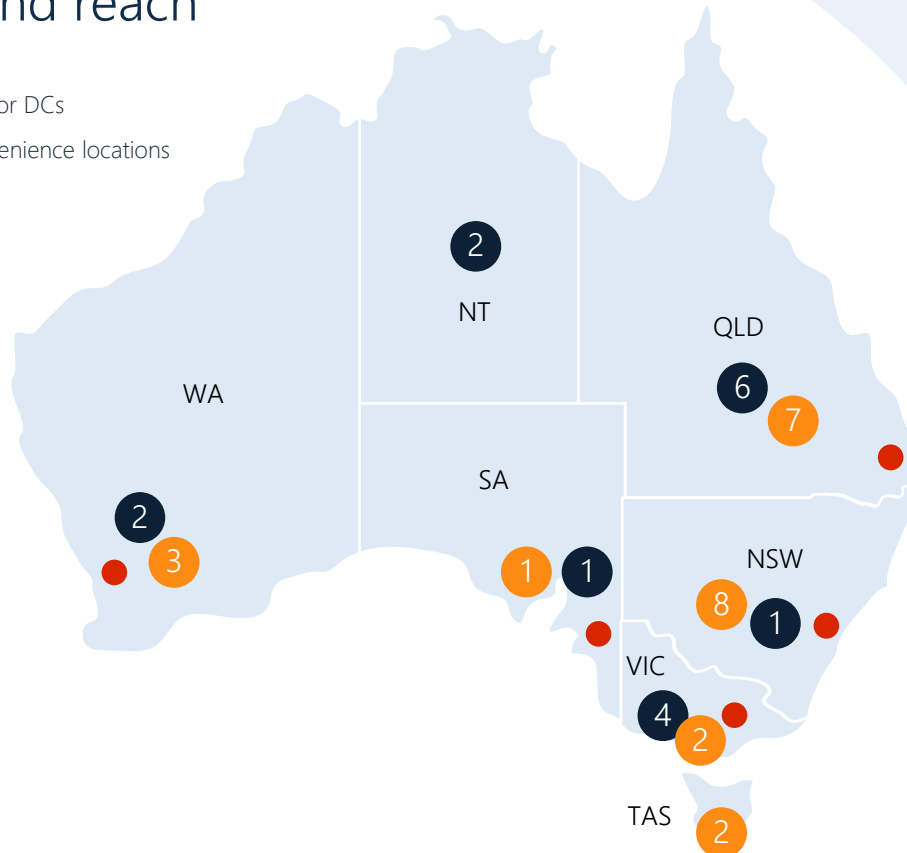 nd reach
or DCs
enience locations
2
NT
QLD
6
7
WA
SA
2
3
1
1
NSW
8
1
VIC
4
2
TAS
2